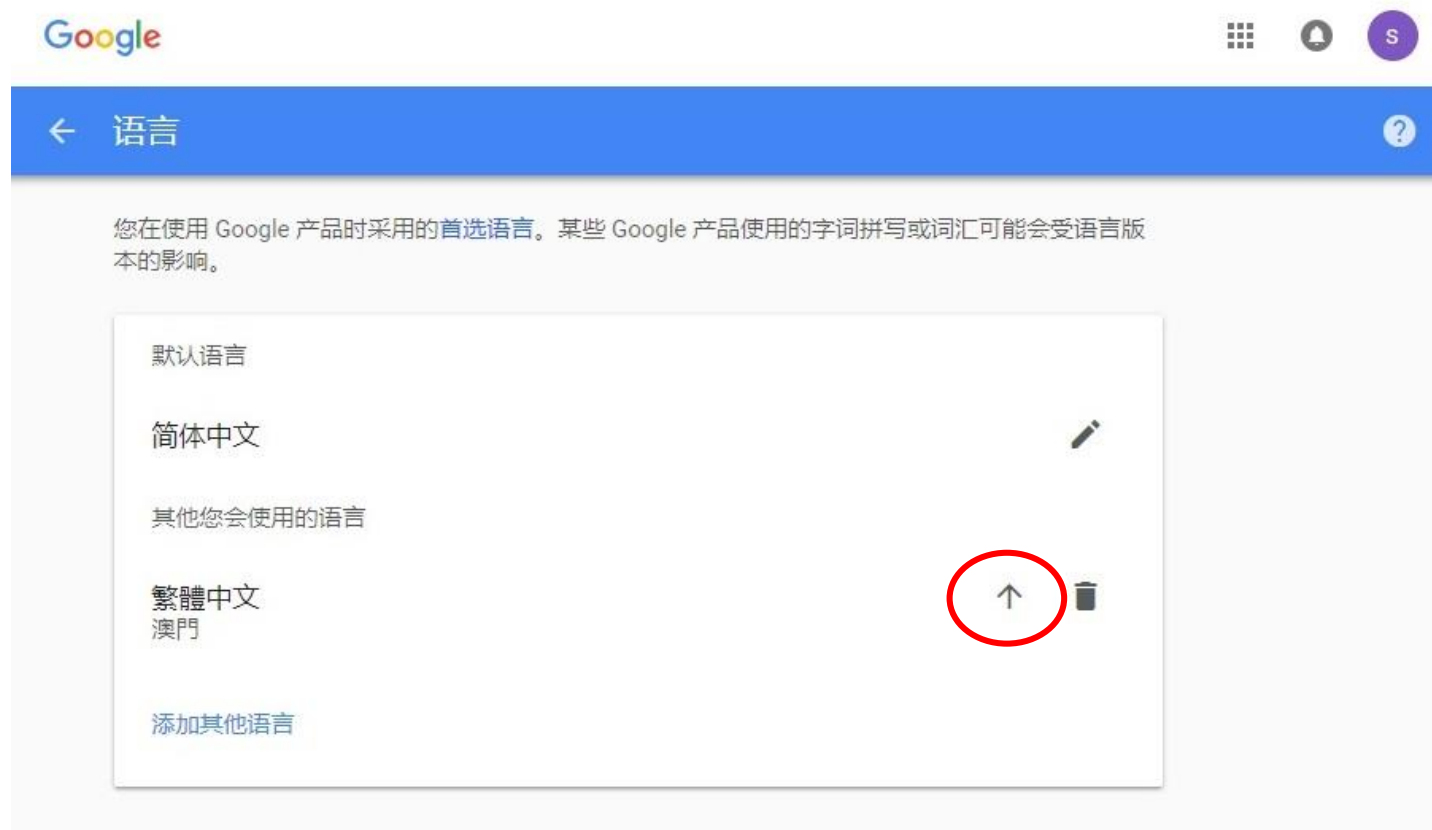 Google
S
语言
您在使用 Google 产品时采用的首选语言。某些 Google 产品使用的字词拼写或词汇可能会受语言版
本的影响。
默认语言
简体中文
其他您会使用的语言
繁體中文
澳門
添加其他语言